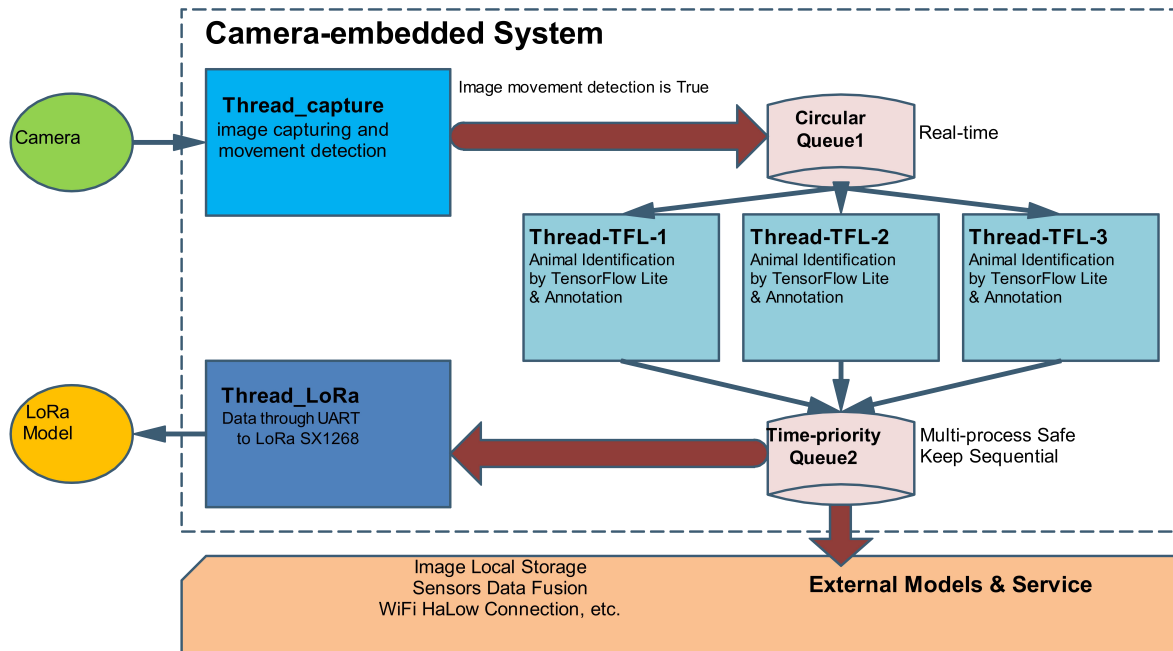 Camera-embedded System
Camera
Thread_capture
image capturing and
movement detection
Image movement detection is True
Circular
Queue1
Real-time
Thread-TFL-1
Animal Identification
by TensorFlow Lite
& Annotation
Thread-TFL-2
Animal Identification
by TensorFlow Lite
& Annotation
Thread-TFL-3
Animal Identification
by TensorFlow Lite
& Annotation
LoRa
Model
Thread_LoRa
Data through UART
to LoRa SX1268
Time-priority
Queue2
Multi-process Safe
Keep Sequential
Image Local Storage
Sensors Data Fusion
WiFi HaLow Connection, etc.
External Models & Service